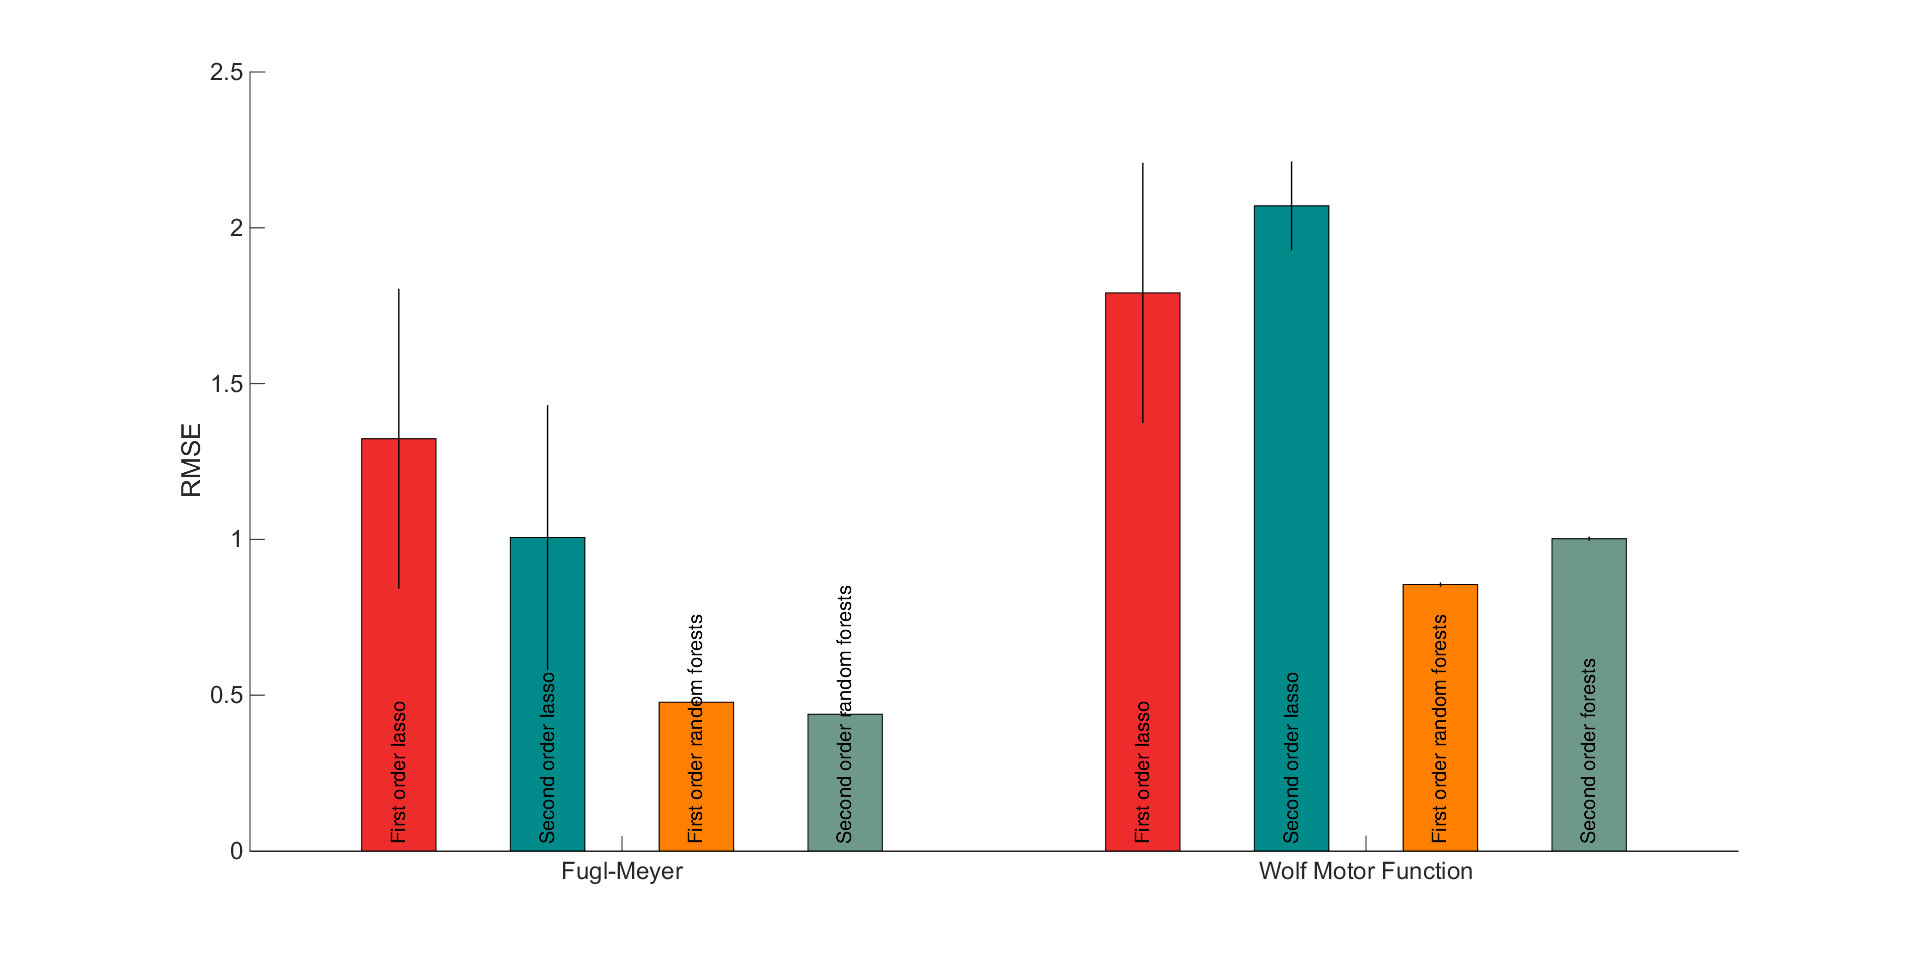 2.5
2
1.5
1
0.5
0
RMSE
First order lasso
Second order lasso
First order random forests
Second order random forests
First order lasso
Second order lasso
First order random forests
Second order forests
Fugl-Meyer
Wolf Motor Function